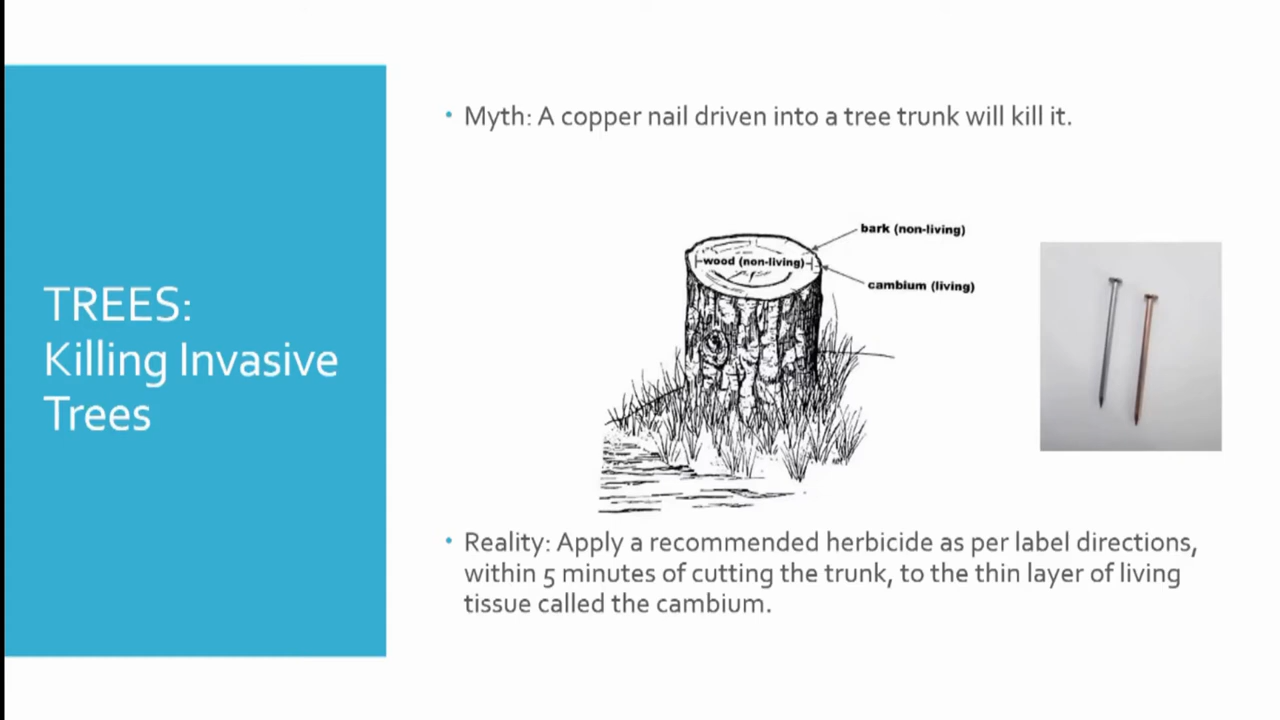 TREES:
Killing Invasive
Trees
• Myth: A copper nail driven into a tree trunk will kill it.
bark (non-living)
wood (non-living)
cambium (living)
• Reality: Apply a recommended herbicide as per label directions,
within 5 minutes of cutting the trunk, to the thin layer of living
tissue called the cambium.